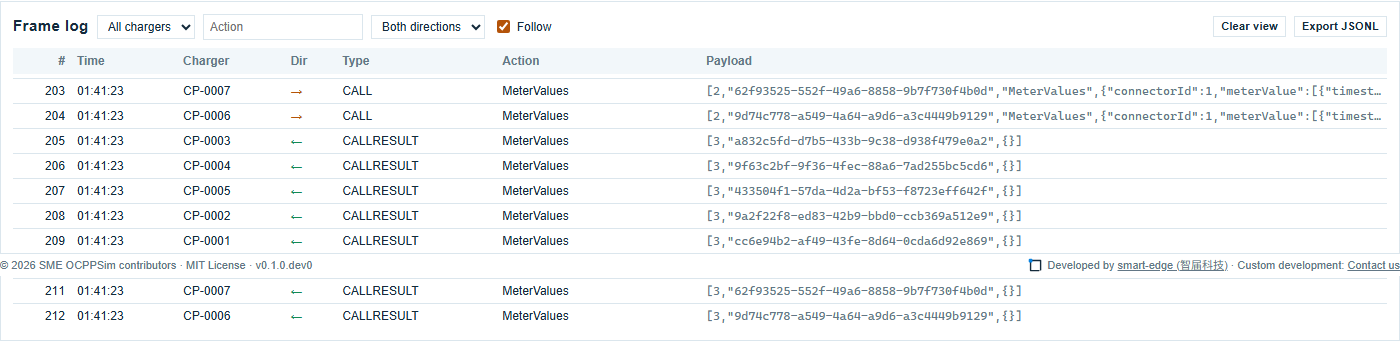 Frame log All chargers Action Both directions Follow Clear view Export JSONL
# Time Charger Dir Type Action Payload
203 01:41:23 CP-0007 → CALL MeterValues [2,"62f93525-552f-49a6-8858-9b7f730f4b0d","MeterValues",{"connectorId":1,"meterValue":[{"timest…
204 01:41:23 CP-0006 → CALL MeterValues [2,"9d74c778-a549-4a64-a9d6-a3c4449b9129","MeterValues",{"connectorId":1,"meterValue":[{"timest…
205 01:41:23 CP-0003 ← CALLRESULT MeterValues [3,"a832c5fd-d7b5-433b-9c38-d938f479e0a2",{}]
206 01:41:23 CP-0004 ← CALLRESULT MeterValues [3,"9f63c2bf-9f36-4fec-88a6-7ad255bc5cd6",{}]
207 01:41:23 CP-0005 ← CALLRESULT MeterValues [3,"433504f1-57da-4d2a-bf53-f8723eff642f",{}]
208 01:41:23 CP-0002 ← CALLRESULT MeterValues [3,"9a2f22f8-ed83-42b9-bbd0-ccb369a512e9",{}]
209 01:41:23 CP-0001 ← CALLRESULT MeterValues [3,"cc6e94b2-af49-43fe-8d64-0cda6d92e869",{}]
© 2026 SME OCPPSim contributors · MIT License · v0.1.0.dev0 Developed by smart-edge (智届科技) · Custom development: Contact us
211 01:41:23 CP-0007 ← CALLRESULT MeterValues [3,"62f93525-552f-49a6-8858-9b7f730f4b0d",{}]
212 01:41:23 CP-0006 ← CALLRESULT MeterValues [3,"9d74c778-a549-4a64-a9d6-a3c4449b9129",{}]